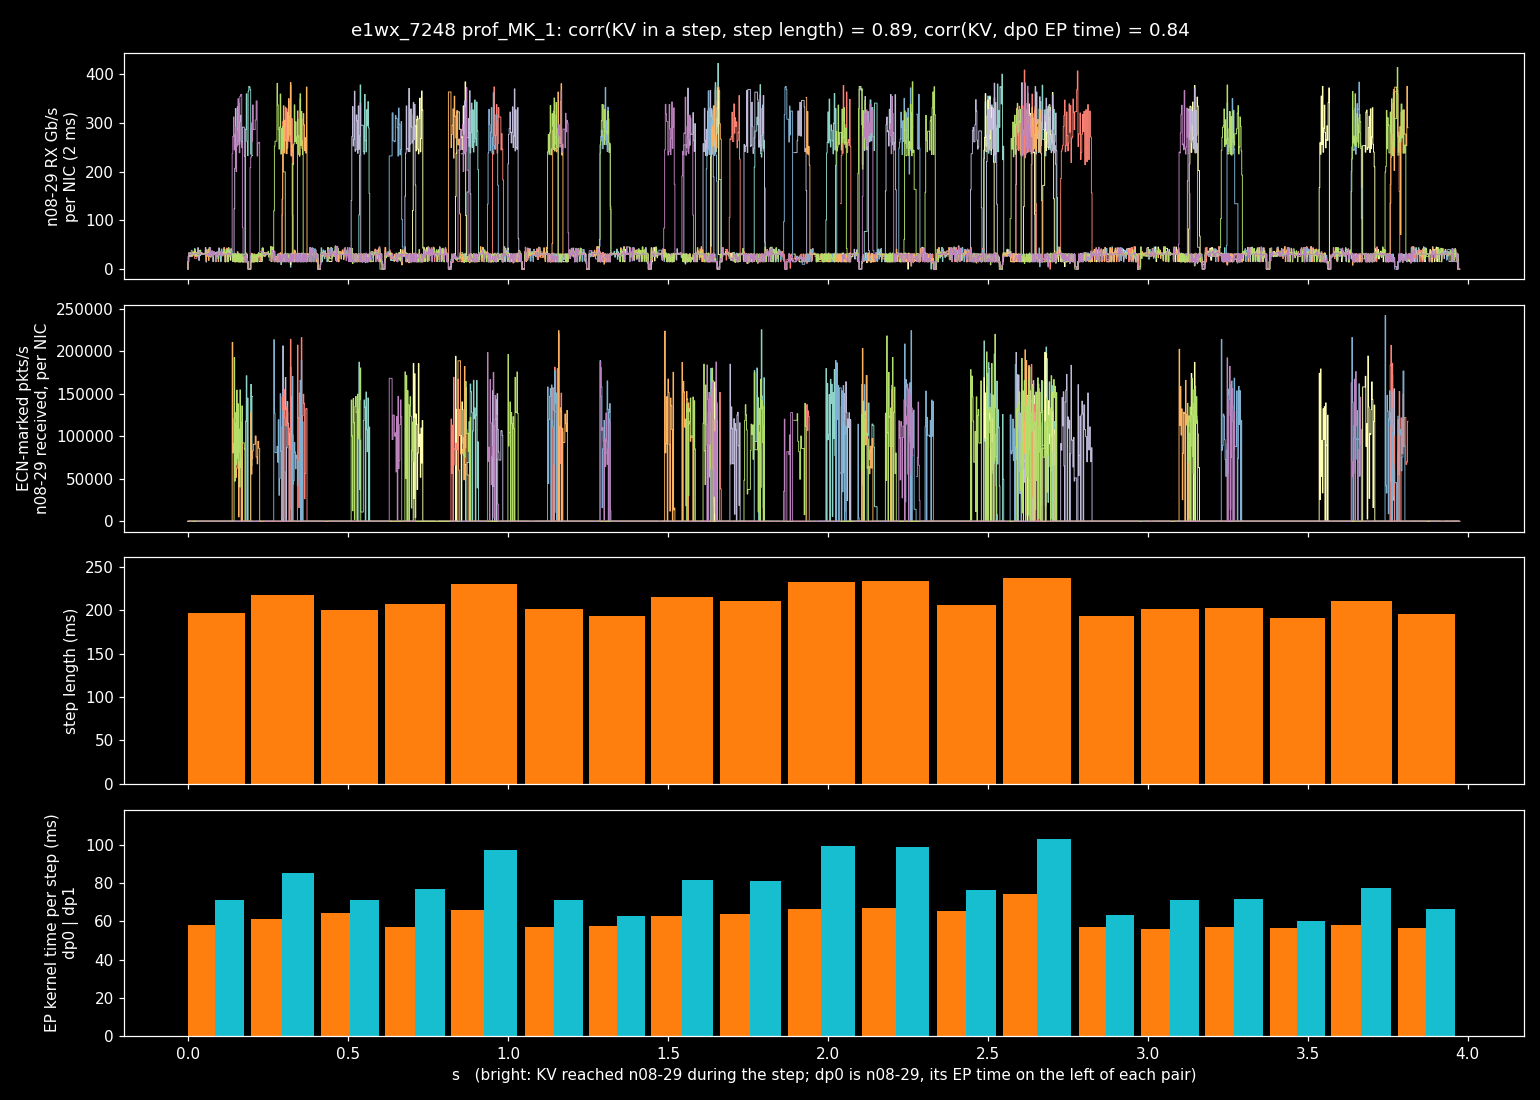 e1wx_7248 prof_MK_1: corr(KV in a step, step length) = 0.89, corr(KV, dp0 EP time) = 0.84
n08-29 RX Gb/s
per NIC (2 ms)
400
300
200
100
0
ECN-marked pkts/s
n08-29 received, per NIC
250000
200000
150000
100000
50000
0
step length (ms)
250
200
150
100
50
0
EP kernel time per step (ms)
dp0 | dp1
100
80
60
40
20
0
0.0 0.5 1.0 1.5 2.0 2.5 3.0 3.5 4.0
s (bright: KV reached n08-29 during the step; dp0 is n08-29, its EP time on the left of each pair)